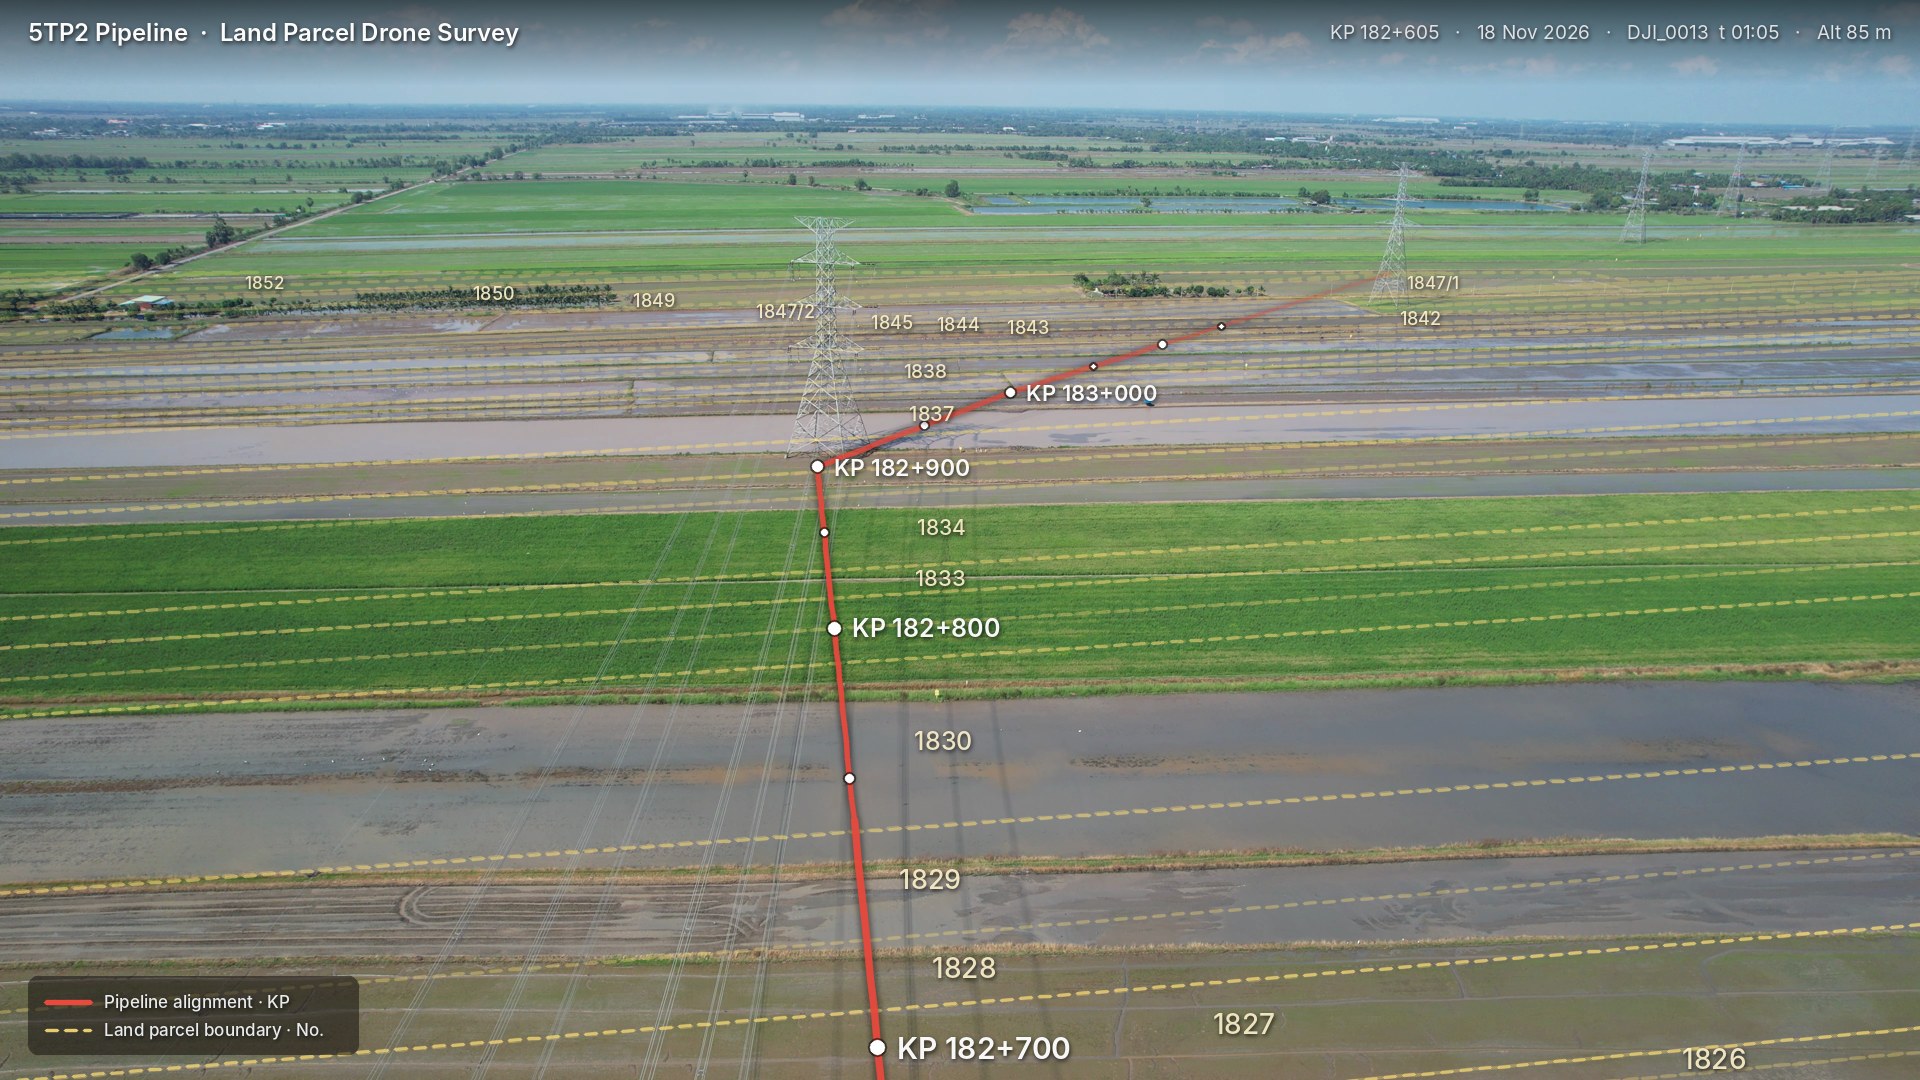 5TP2 Pipeline · Land Parcel Drone Survey
KP 182+605 · 18 Nov 2026 · DJI_0013 t 01:05 · Alt 85 m
1852
1850
1849
1847/2
1845
1844
1843
1847/1
1842
1838
KP 183+000
1837
KP 182+900
1834
1833
KP 182+800
1830
1829
1828
1827
KP 182+700
1826
Pipeline alignment · KP
Land parcel boundary · No.